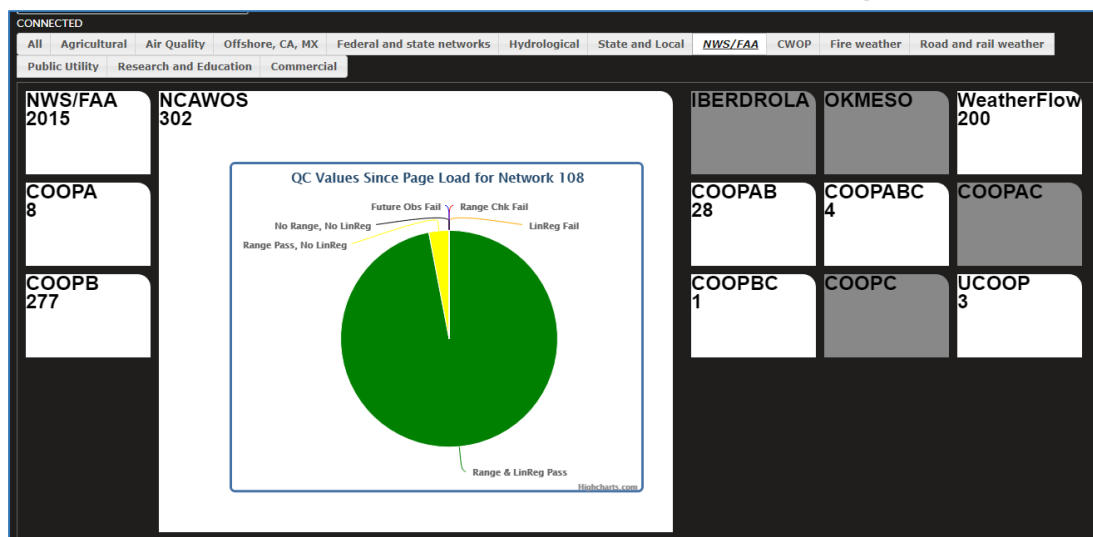 CONNECTED
All Agricultural Air Quality Offshore, CA, MX Federal and state networks Hydrological State and Local NWS/FAA CWOP Fire weather Road and rail weather
Public Utility Research and Education Commercial
NWS/FAA
2015
NCAWOS
302
IBERDROLA
OKMESO
WeatherFlow
200
QC Values Since Page Load for Network 108
Future Obs Fail
Range Chk Fail
No Range, No LinReg
LinReg Fail
Range Pass, No LinReg
Range & LinReg Pass
Highcharts.com
COOPA
8
COOPAB
28
COOPABC
4
COOPAC
COOPB
277
COOPBC
1
COOPC
UCOOP
3